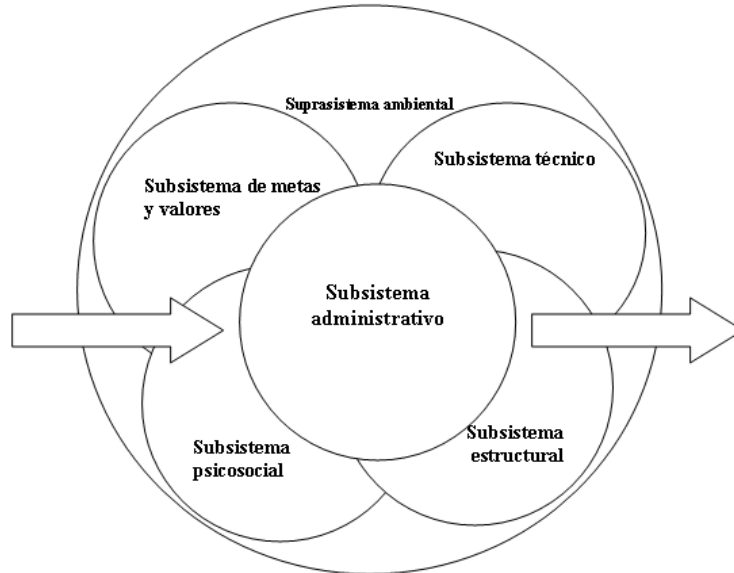 Suprasistema ambiental
Subsistema de metas
y valores
Subsistema técnico
Subsistema
administrativo
Subsistema
psicosocial
Subsistema
estructural